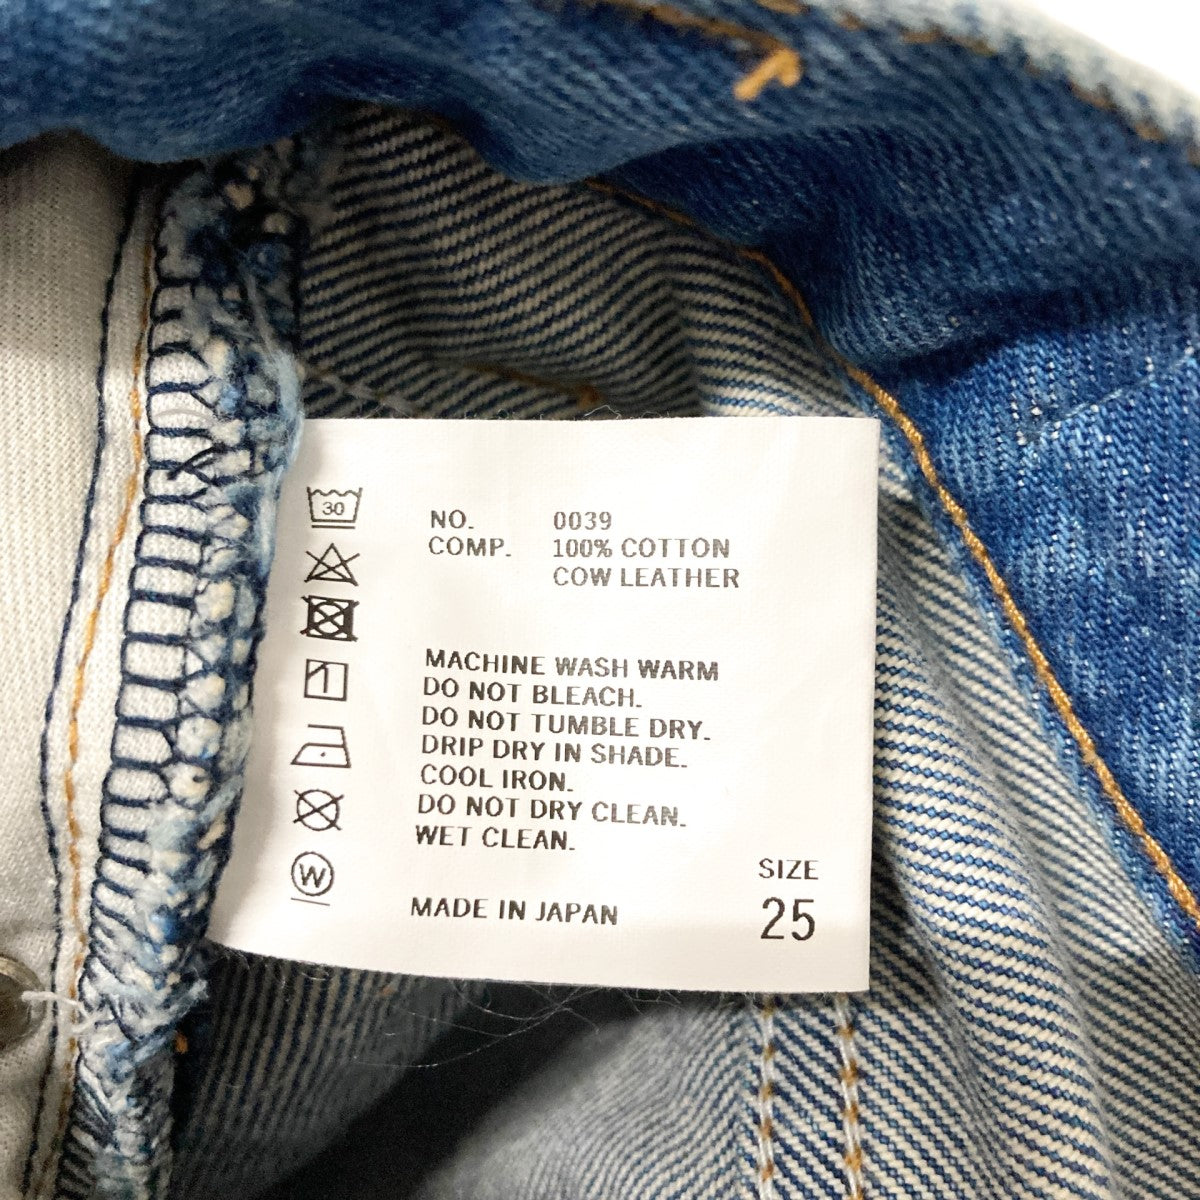 30
NO. 0039
COMP. 100% COTTON
COW LEATHER
MACHINE WASH WARM
DO NOT BLEACH.
DO NOT TUMBLE DRY.
DRIP DRY IN SHADE.
COOL IRON.
DO NOT DRY CLEAN.
WET CLEAN.
W
MADE IN JAPAN
SIZE
25